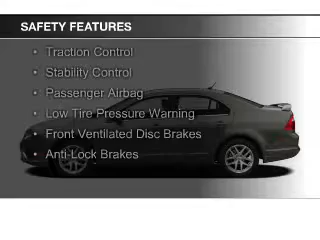 SAFETY FEATURES
• Traction Control
• Stability Control
• Passenger Airbag
• Low Tire Pressure Warning
• Front Ventilated Disc Brakes
• Anti-Lock Brakes